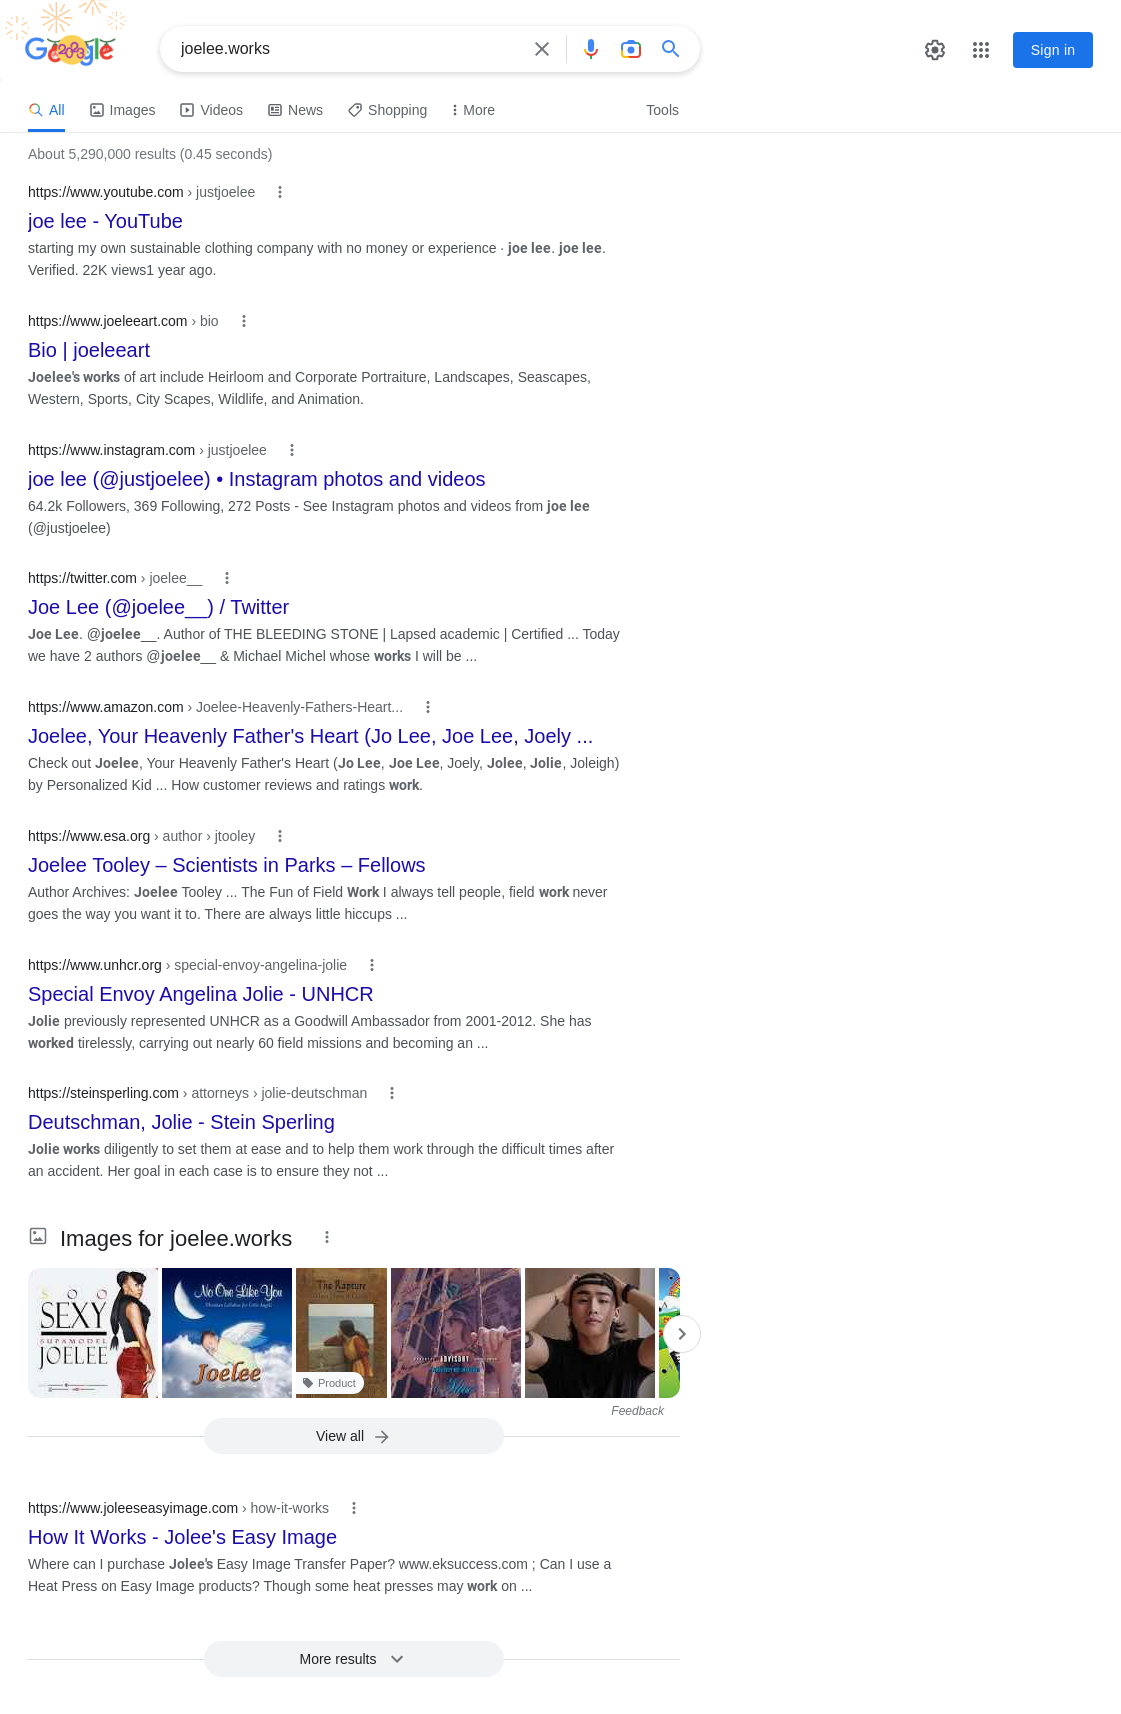 Google
joelee.works
Sign in
All
Images
Videos
News
Shopping
More
Tools
About 5,290,000 results (0.45 seconds)
https://www.youtube.com › justjoelee
joe lee - YouTube
starting my own sustainable clothing company with no money or experience · joe lee. joe lee.
Verified. 22K views1 year ago.
https://www.joeleeart.com › bio
Bio | joeleeart
Joelee's works of art include Heirloom and Corporate Portraiture, Landscapes, Seascapes,
Western, Sports, City Scapes, Wildlife, and Animation.
https://www.instagram.com › justjoelee
joe lee (@justjoelee) • Instagram photos and videos
64.2k Followers, 369 Following, 272 Posts - See Instagram photos and videos from joe lee
(@justjoelee)
https://twitter.com › joelee__
Joe Lee (@joelee__) / Twitter
Joe Lee. @joelee__. Author of THE BLEEDING STONE | Lapsed academic | Certified ... Today
we have 2 authors @joelee__ & Michael Michel whose works I will be ...
https://www.amazon.com › Joelee-Heavenly-Fathers-Heart...
Joelee, Your Heavenly Father's Heart (Jo Lee, Joe Lee, Joely ...
Check out Joelee, Your Heavenly Father's Heart (Jo Lee, Joe Lee, Joely, Jolee, Jolie, Joleigh)
by Personalized Kid ... How customer reviews and ratings work.
https://www.esa.org › author › jtooley
Joelee Tooley – Scientists in Parks – Fellows
Author Archives: Joelee Tooley ... The Fun of Field Work I always tell people, field work never
goes the way you want it to. There are always little hiccups ...
https://www.unhcr.org › special-envoy-angelina-jolie
Special Envoy Angelina Jolie - UNHCR
Jolie previously represented UNHCR as a Goodwill Ambassador from 2001-2012. She has
worked tirelessly, carrying out nearly 60 field missions and becoming an ...
https://steinsperling.com › attorneys › jolie-deutschman
Deutschman, Jolie - Stein Sperling
Jolie works diligently to set them at ease and to help them work through the difficult times after
an accident. Her goal in each case is to ensure they not ...
Images for joelee.works
SOO
SEXY
SUPAMODEL
JOELEE
No One Like You
Joelee
The Rapture
Product
ADVISORY
Feedback
View all
https://www.joleeseasyimage.com › how-it-works
How It Works - Jolee's Easy Image
Where can I purchase Jolee's Easy Image Transfer Paper? www.eksuccess.com ; Can I use a
Heat Press on Easy Image products? Though some heat presses may work on ...
More results